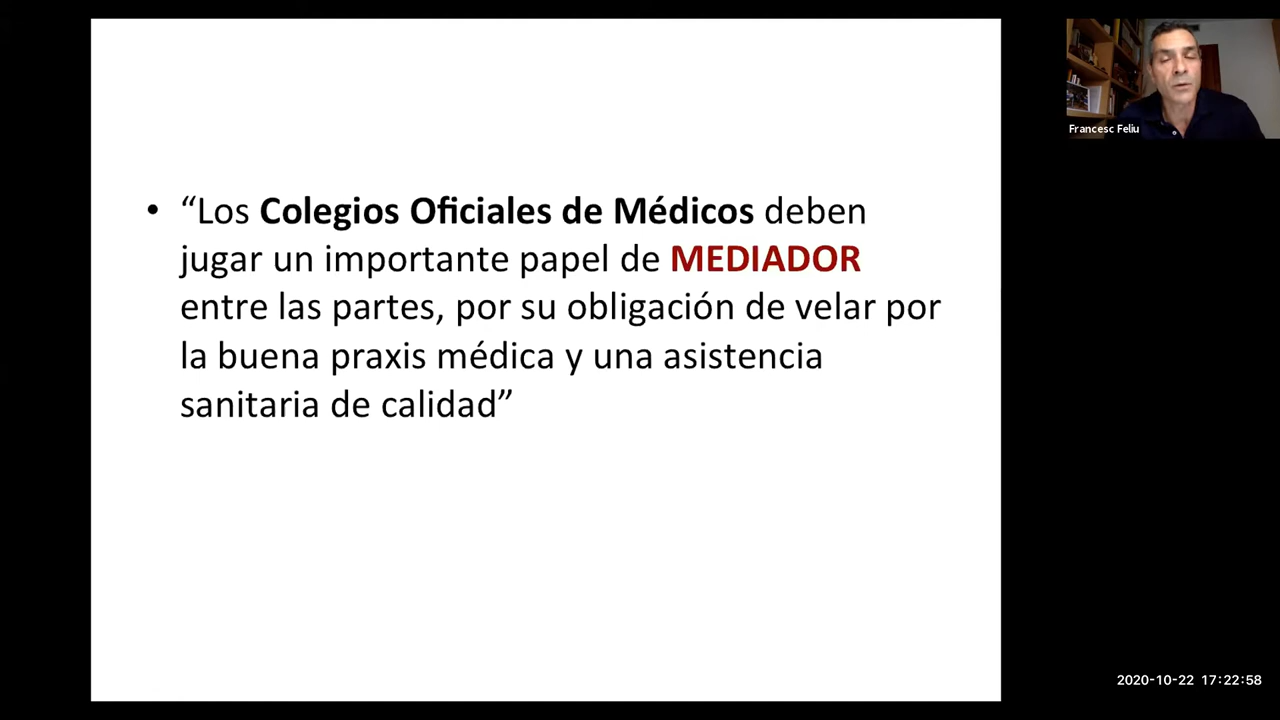 • “Los Colegios Oficiales de Médicos deben
jugar un importante papel de MEDIADOR
entre las partes, por su obligación de velar por
la buena praxis médica y una asistencia
sanitaria de calidad”
Francesc Feliu
2020-10-22 17:22:58